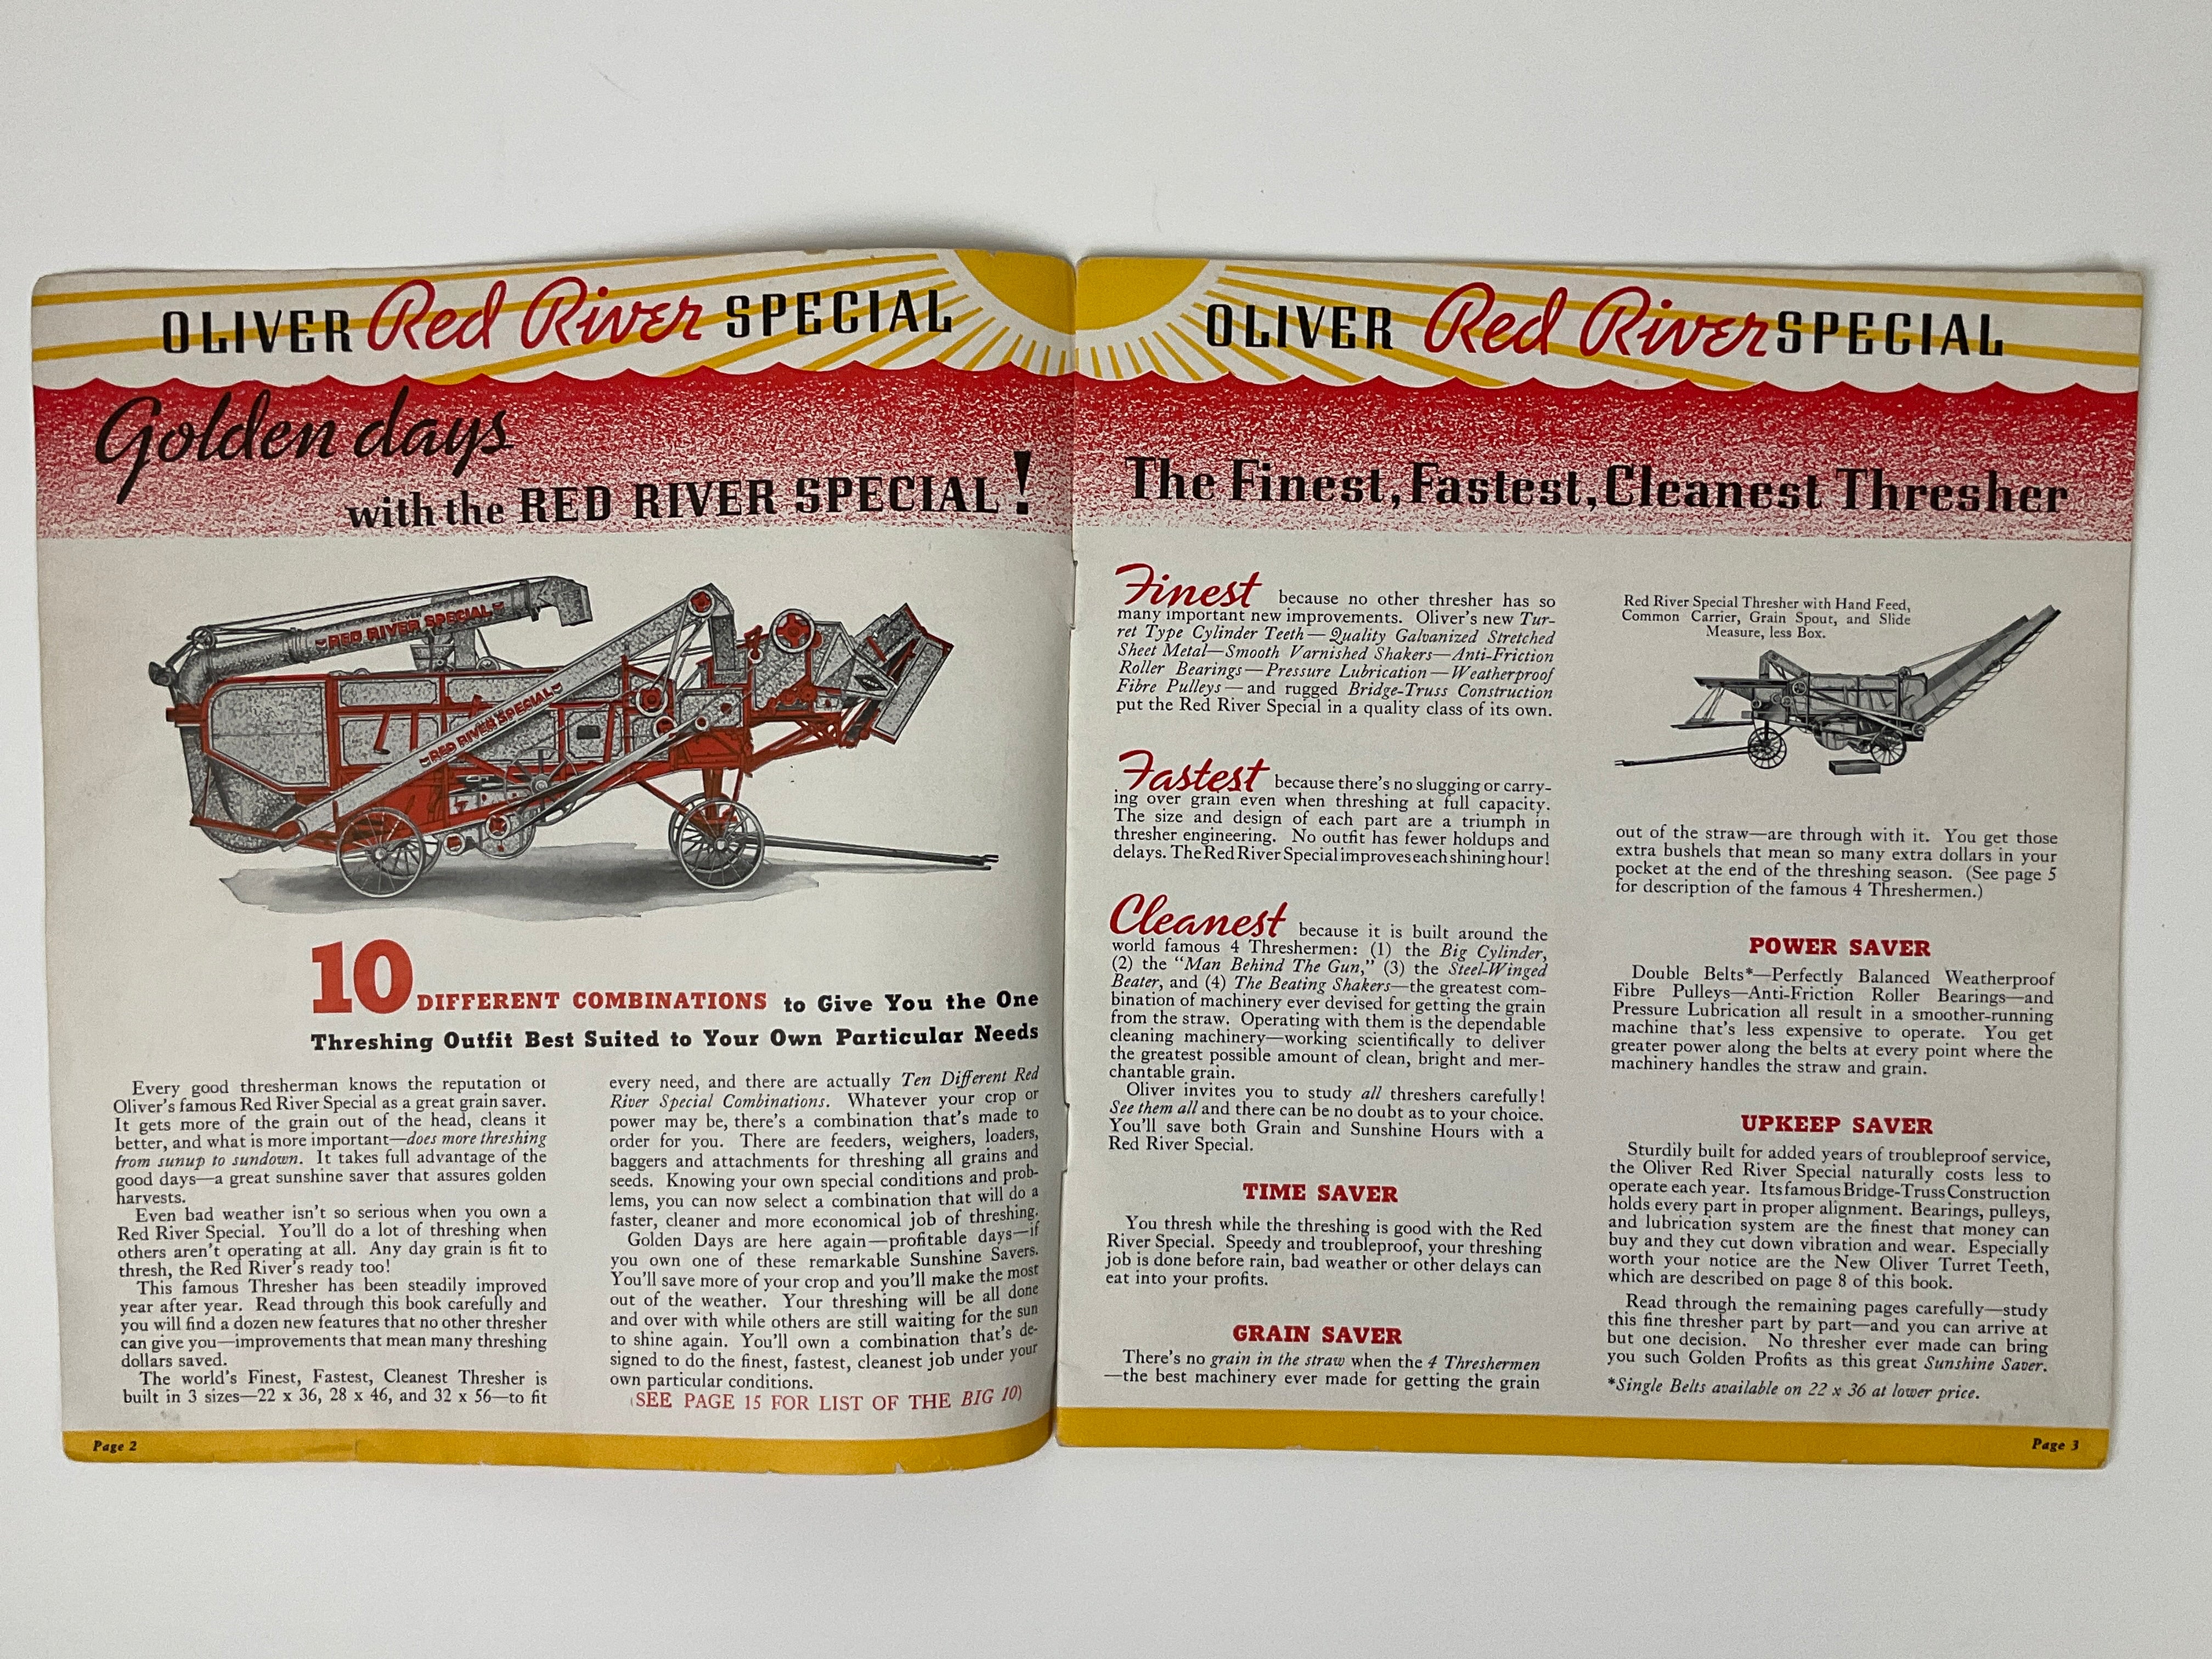 OLIVER Red River SPECIAL
Golden days
with the RED RIVER SPECIAL!
RED RIVER SPECIAL
RED RIVER SPECIAL
10 DIFFERENT COMBINATIONS to Give You the One
Threshing Outfit Best Suited to Your Own Particular Needs
Every good thresherman knows the reputation of
Oliver's famous Red River Special as a great grain saver.
It gets more of the grain out of the head, cleans it
better, and what is more important—does more threshing
from sunup to sundown. It takes full advantage of the
good days—a great sunshine saver that assures golden
harvests.
Even bad weather isn't so serious when you own a
Red River Special. You'll do a lot of threshing when
others aren't operating at all. Any day grain is fit to
thresh, the Red River's ready too!
This famous Thresher has been steadily improved
year after year. Read through this book carefully and
you will find a dozen new features that no other thresher
can give you—improvements that mean many threshing
dollars saved.
The world's Finest, Fastest, Cleanest Thresher is
built in 3 sizes—22 x 36, 28 x 46, and 32 x 56—to fit
every need, and there are actually Ten Different Red
River Special Combinations. Whatever your crop or
power may be, there's a combination that's made to
order for you. There are feeders, weighers, loaders,
baggers and attachments for threshing all grains and
seeds. Knowing your own special conditions and prob-
lems, you can now select a combination that will do a
faster, cleaner and more economical job of threshing.
Golden Days are here again—profitable days—if
you own one of these remarkable Sunshine Savers.
You'll save more of your crop and you'll make the most
out of the weather. Your threshing will be all done
and over with while others are still waiting for the sun
to shine again. You'll own a combination that's de-
signed to do the finest, fastest, cleanest job under your
own particular conditions.
(SEE PAGE 15 FOR LIST OF THE BIG 10)
Page 2
OLIVER Red River SPECIAL
The Finest, Fastest, Cleanest Thresher
Finest because no other thresher has so
many important new improvements. Oliver's new Tur-
ret Type Cylinder Teeth—Quality Galvanized Stretched
Sheet Metal—Smooth Varnished Shakers—Anti-Friction
Roller Bearings—Pressure Lubrication—Weatherproof
Fibre Pulleys—and rugged Bridge-Truss Construction
put the Red River Special in a quality class of its own.
Fastest because there's no slugging or carry-
ing over grain even when threshing at full capacity.
The size and design of each part are a triumph in
thresher engineering. No outfit has fewer holdups and
delays. The Red River Special improves each shining hour!
Cleanest because it is built around the
world famous 4 Threshermen: (1) the Big Cylinder,
(2) the "Man Behind The Gun," (3) the Steel-Winged
Beater, and (4) The Beating Shakers—the greatest com-
bination of machinery ever devised for getting the grain
from the straw. Operating with them is the dependable
cleaning machinery—working scientifically to deliver
the greatest possible amount of clean, bright and mer-
chantable grain.
Oliver invites you to study all threshers carefully!
See them all and there can be no doubt as to your choice.
You'll save both Grain and Sunshine Hours with a
Red River Special.
TIME SAVER
You thresh while the threshing is good with the Red
River Special. Speedy and troubleproof, your threshing
job is done before rain, bad weather or other delays can
eat into your profits.
GRAIN SAVER
There's no grain in the straw when the 4 Threshermen
—the best machinery ever made for getting the grain
Red River Special Thresher with Hand Feed,
Common Carrier, Grain Spout, and Slide
Measure, less Box.
out of the straw—are through with it. You get those
extra bushels that mean so many extra dollars in your
pocket at the end of the threshing season. (See page 5
for description of the famous 4 Threshermen.)
POWER SAVER
Double Belts*—Perfectly Balanced Weatherproof
Fibre Pulleys—Anti-Friction Roller Bearings—and
Pressure Lubrication all result in a smoother-running
machine that's less expensive to operate. You get
greater power along the belts at every point where the
machinery handles the straw and grain.
UPKEEP SAVER
Sturdily built for added years of troubleproof service,
the Oliver Red River Special naturally costs less to
operate each year. Its famous Bridge-Truss Construction
holds every part in proper alignment. Bearings, pulleys,
and lubrication system are the finest that money can
buy and they cut down vibration and wear. Especially
worth your notice are the New Oliver Turret Teeth,
which are described on page 8 of this book.
Read through the remaining pages carefully—study
this fine thresher part by part—and you can arrive at
but one decision. No thresher ever made can bring
you such Golden Profits as this great Sunshine Saver.
*Single Belts available on 22 x 36 at lower price.
Page 3